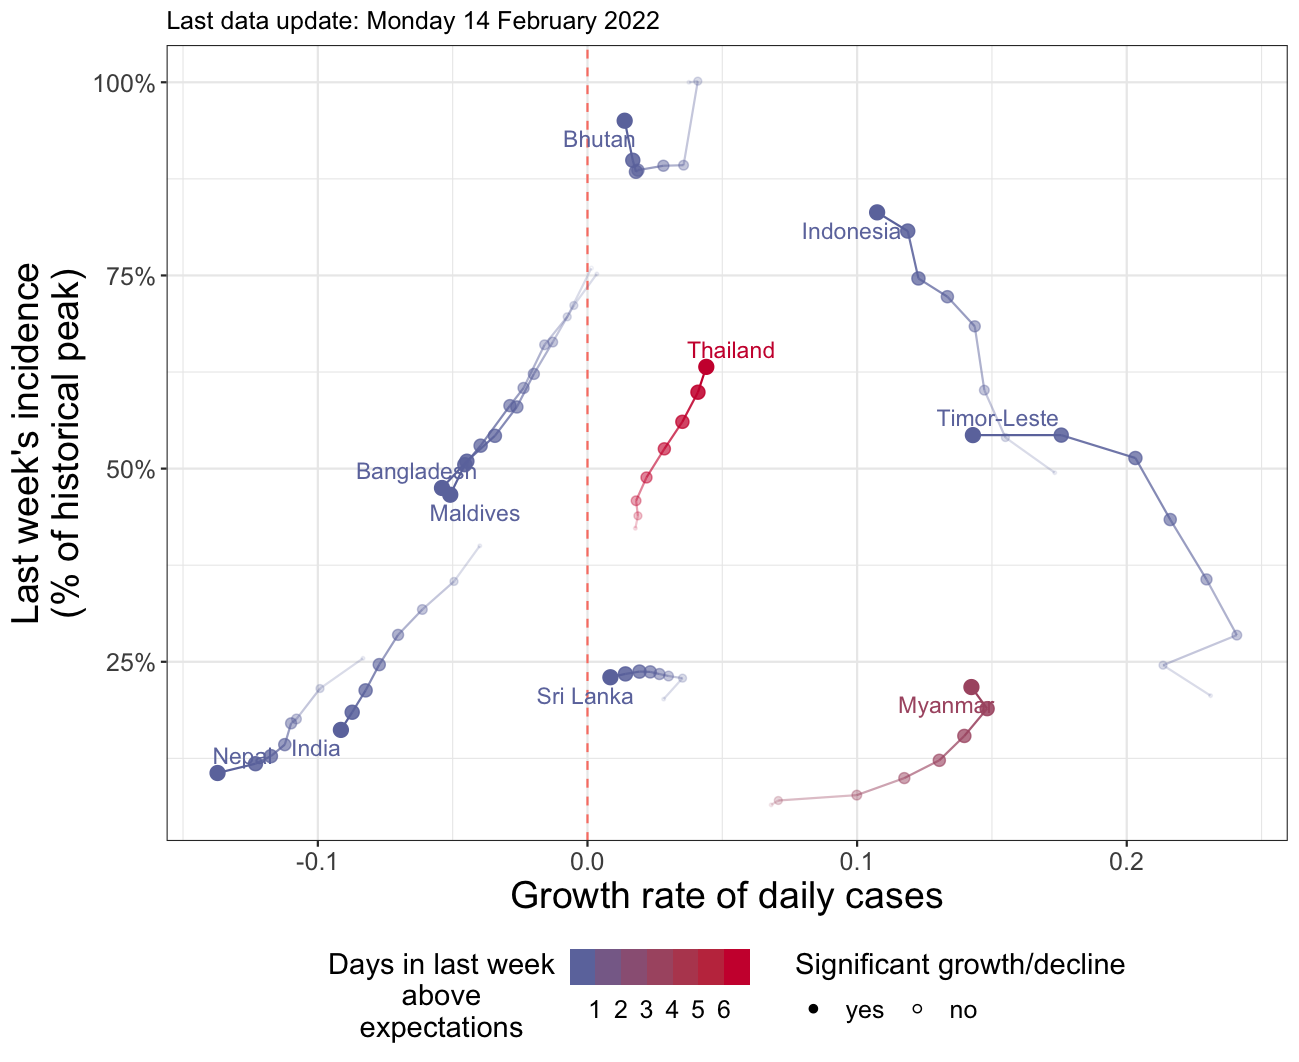 Last data update: Monday 14 February 2022
Last week's incidence
(% of historical peak)
100%
75%
50%
25%
Bhutan
Indonesia
Thailand
Timor-Leste
Bangladesh
Maldives
Sri Lanka
Myanmar
Nepal
India
-0.1
0.0
0.1
0.2
Growth rate of daily cases
Days in last week
above
expectations
1 2 3 4 5 6
Significant growth/decline
yes
no